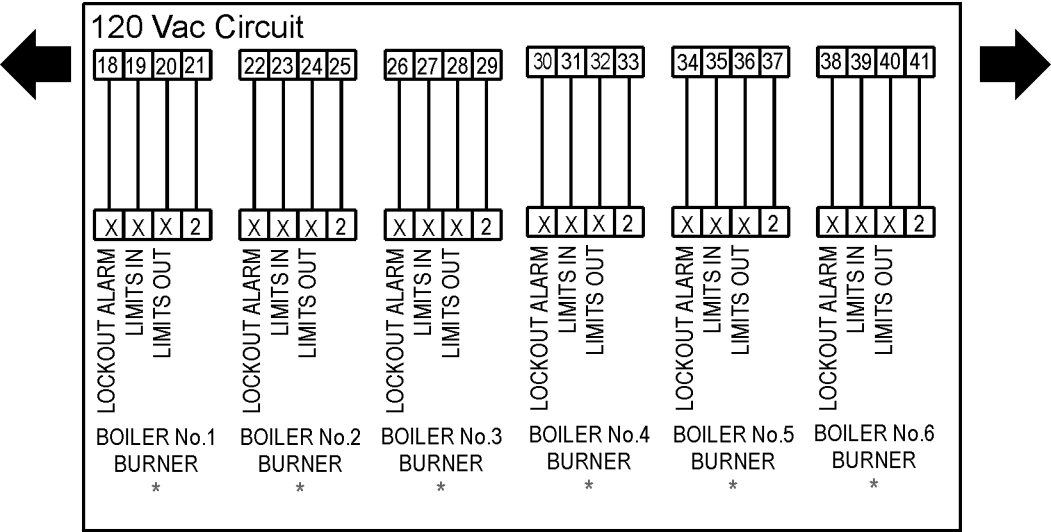 120 Vac Circuit
18 19 20 21 22 23 24 25 26 27 28 29 30 31 32 33 34 35 36 37 38 39 40 41
X X X 2 X X X 2 X X X 2 X X X 2 X X X 2 X X X 2
LOCKOUT ALARM
LIMITS IN
LIMITS OUT
LOCKOUT ALARM
LIMITS IN
LIMITS OUT
LOCKOUT ALARM
LIMITS IN
LIMITS OUT
LOCKOUT ALARM
LIMITS IN
LIMITS OUT
LOCKOUT ALARM
LIMITS IN
LIMITS OUT
LOCKOUT ALARM
LIMITS IN
LIMITS OUT
BOILER No.1
BURNER
*
BOILER No.2
BURNER
*
BOILER No.3
BURNER
*
BOILER No.4
BURNER
*
BOILER No.5
BURNER
*
BOILER No.6
BURNER
*